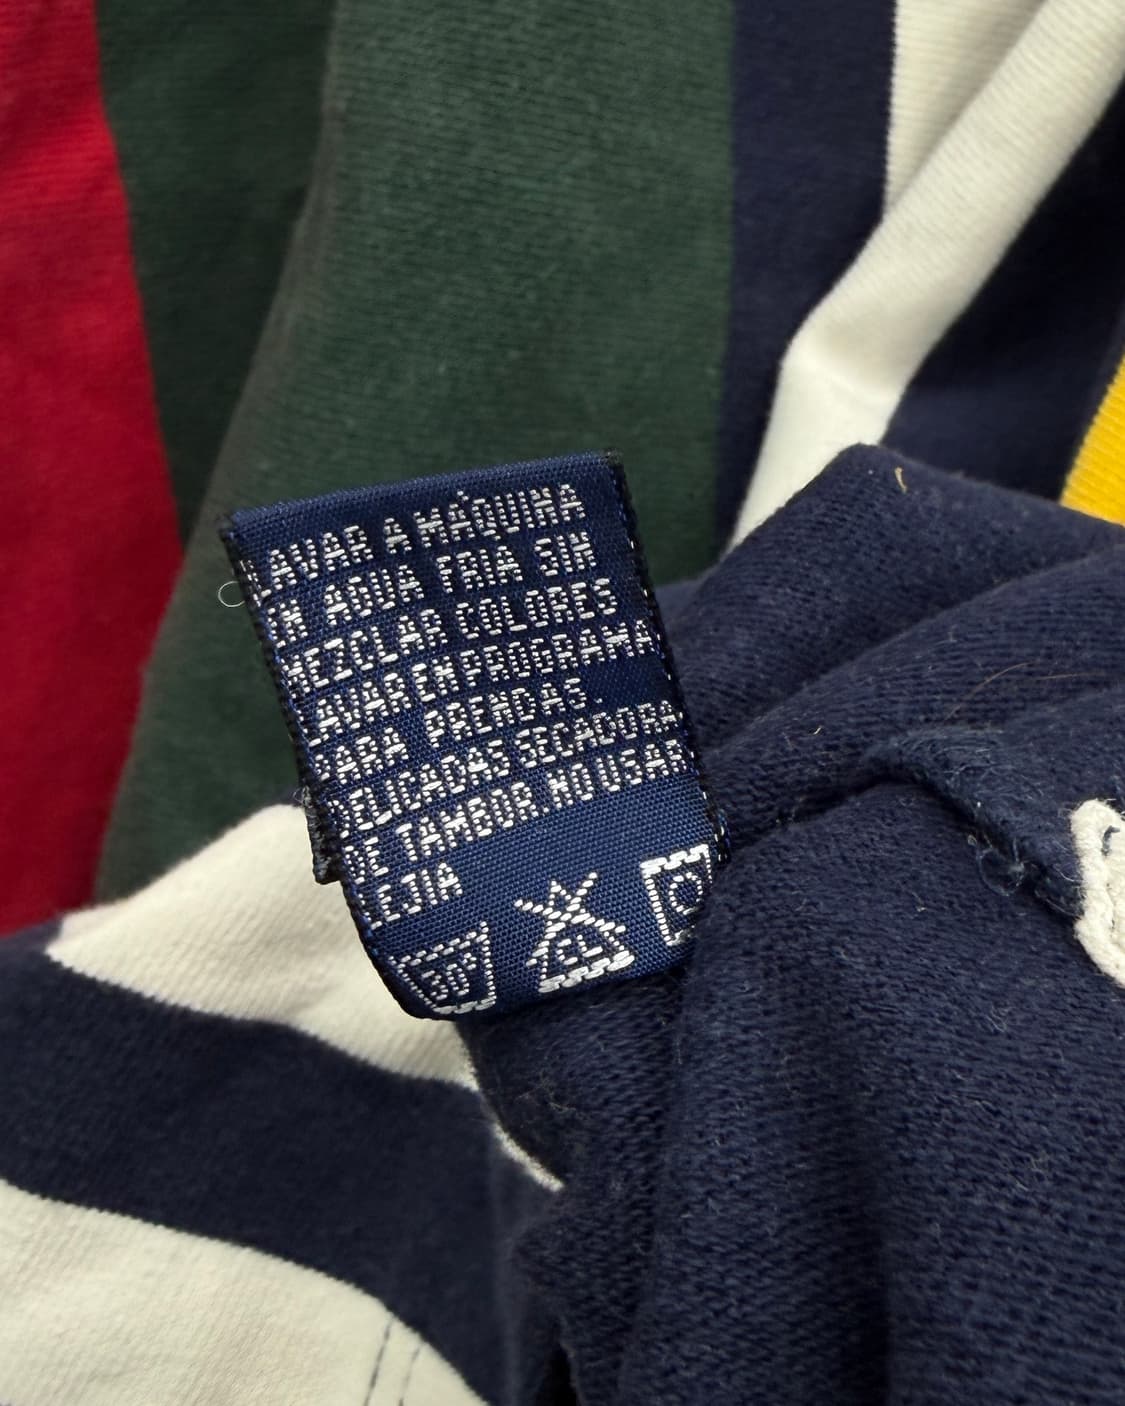 LAVAR A MÁQUINA
EN AGUA FRIA SIN
MEZCLAR COLORES
LAVAR EN PROGRAMA
PARA PRENDAS
DELICADAS SECADORA
DE TAMBOR. NO USAR
LEJIA
30° CL